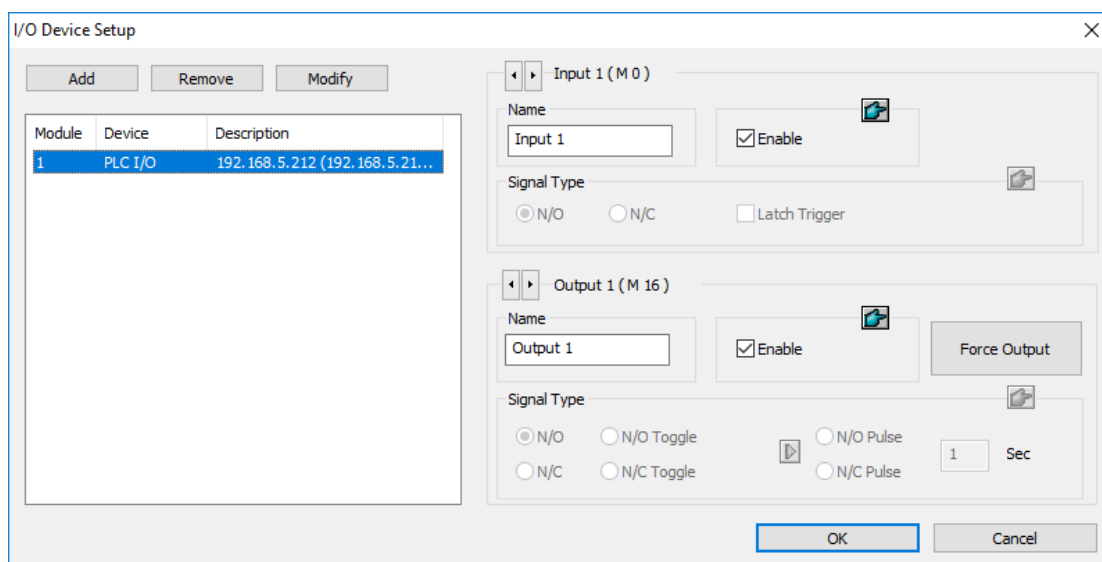 I/O Device Setup
Add Remove Modify
Module Device Description
1 PLC I/O 192.168.5.212 (192.168.5.21...
Input 1 ( M 0 )
Name
Input 1
Enable
Signal Type
N/O N/C Latch Trigger
Output 1 ( M 16 )
Name
Output 1
Enable
Force Output
Signal Type
N/O N/O Toggle N/O Pulse
N/C N/C Toggle N/C Pulse
1 Sec
OK Cancel